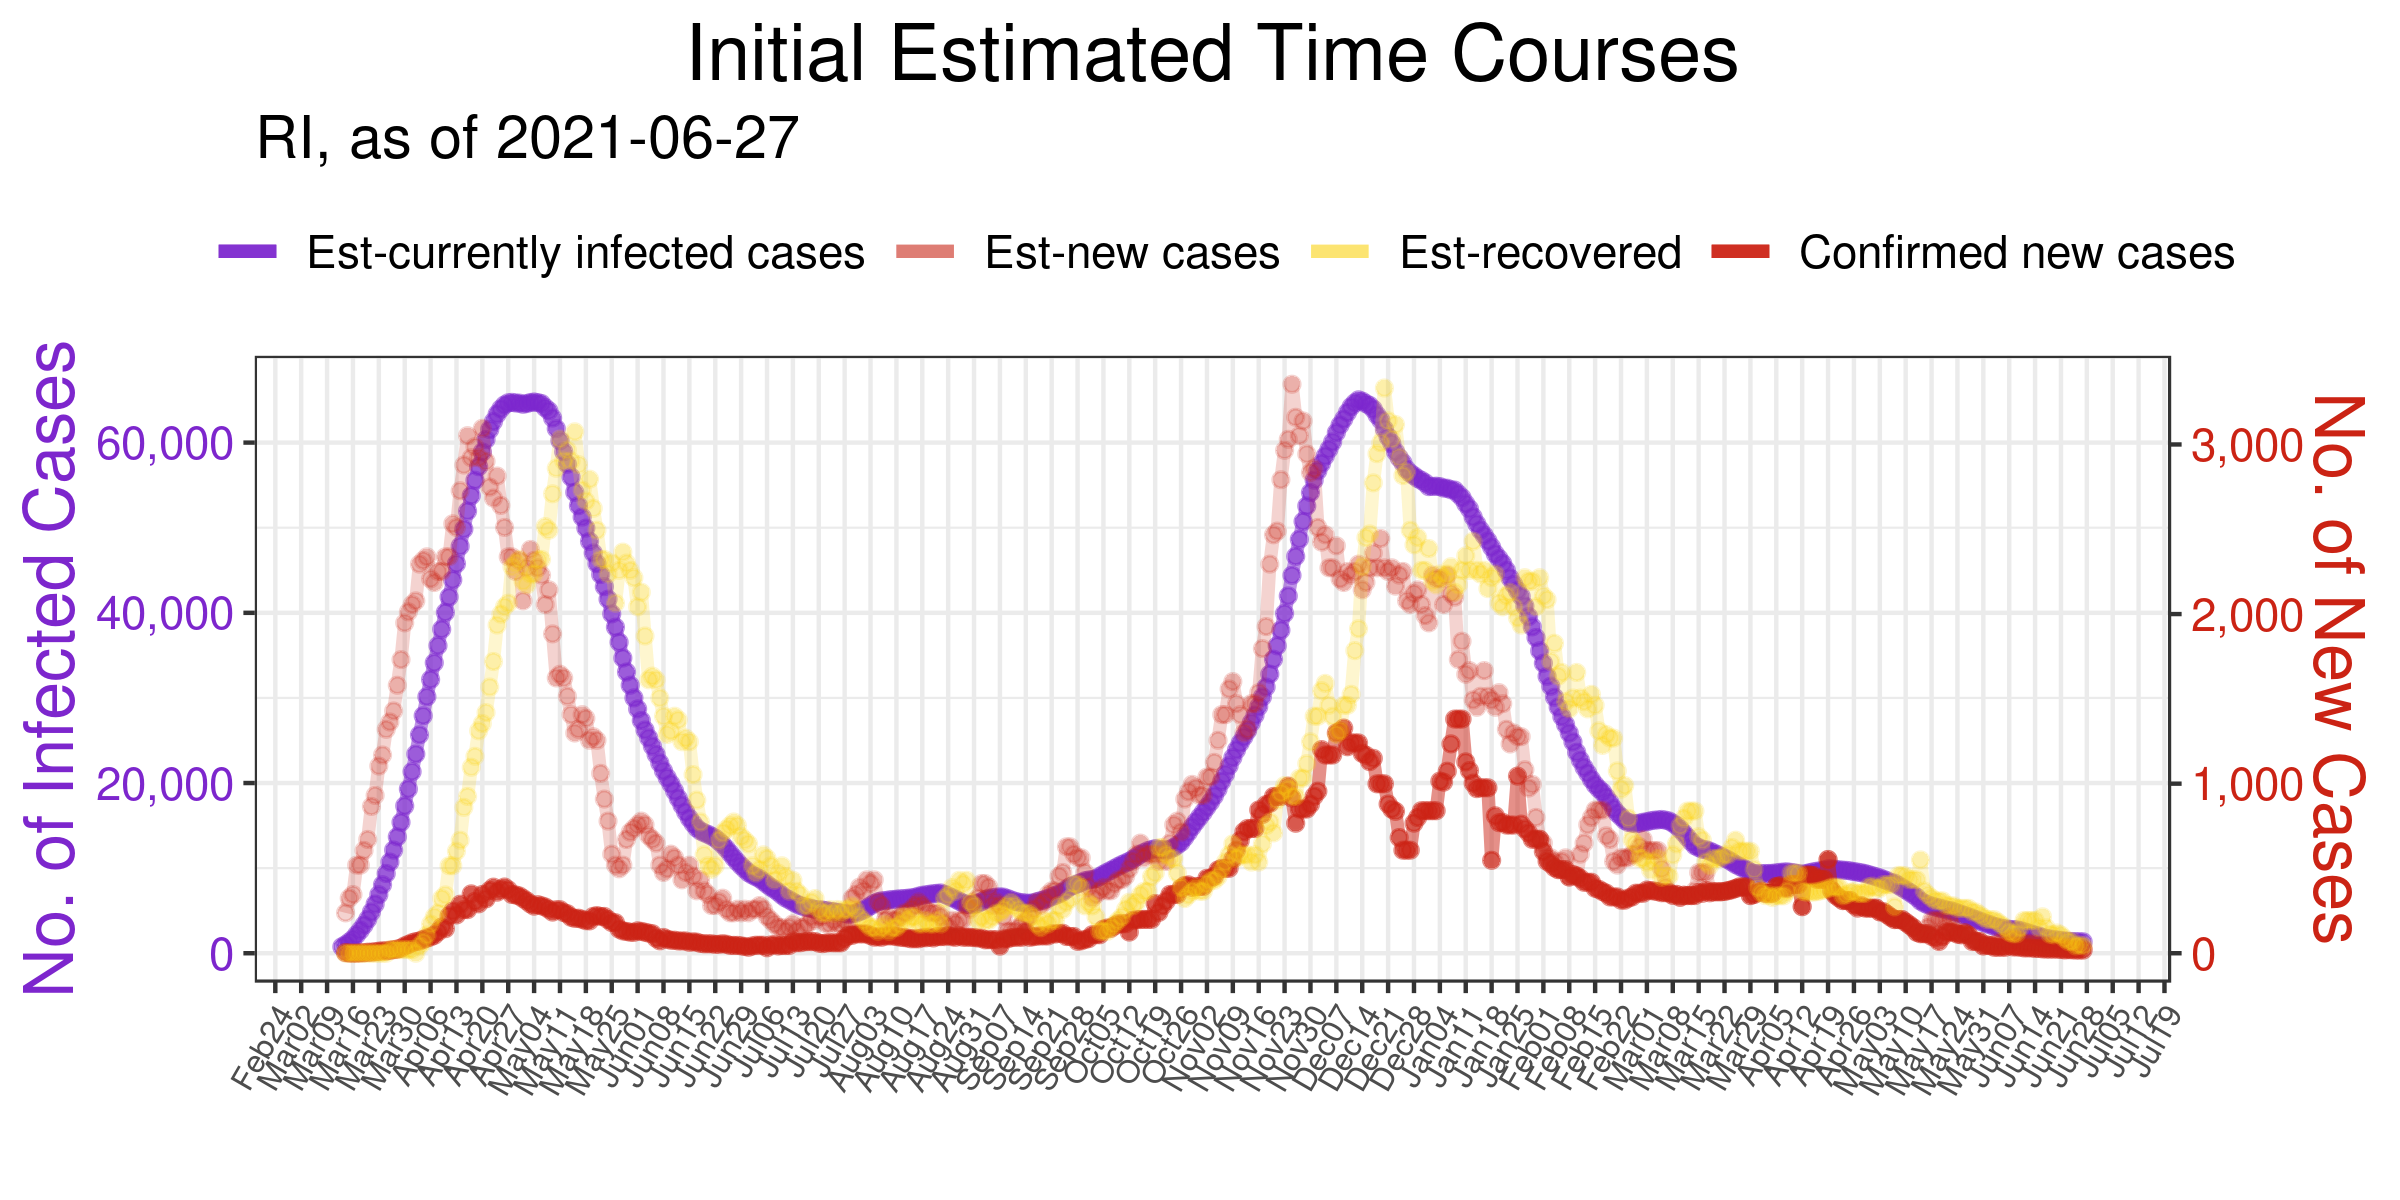 Initial Estimated Time Courses
RI, as of 2021-06-27
Est-currently infected cases
Est-new cases
Est-recovered
Confirmed new cases
No. of Infected Cases
60,000
40,000
20,000
0
3,000
2,000
1,000
0
No. of New Cases
Feb24
Mar02
Mar09
Mar16
Mar23
Mar30
Apr06
Apr13
Apr20
Apr27
May04
May11
May18
May25
Jun01
Jun08
Jun15
Jun22
Jun29
Jul06
Jul13
Jul20
Jul27
Aug03
Aug10
Aug17
Aug24
Aug31
Sep07
Sep14
Sep21
Sep28
Oct05
Oct12
Oct19
Oct26
Nov02
Nov09
Nov16
Nov23
Nov30
Dec07
Dec14
Dec21
Dec28
Jan04
Jan11
Jan18
Jan25
Feb01
Feb08
Feb15
Feb22
Mar01
Mar08
Mar15
Mar22
Mar29
Apr05
Apr12
Apr19
Apr26
May03
May10
May17
May24
May31
Jun07
Jun14
Jun21
Jun28
Jul05
Jul12
Jul19